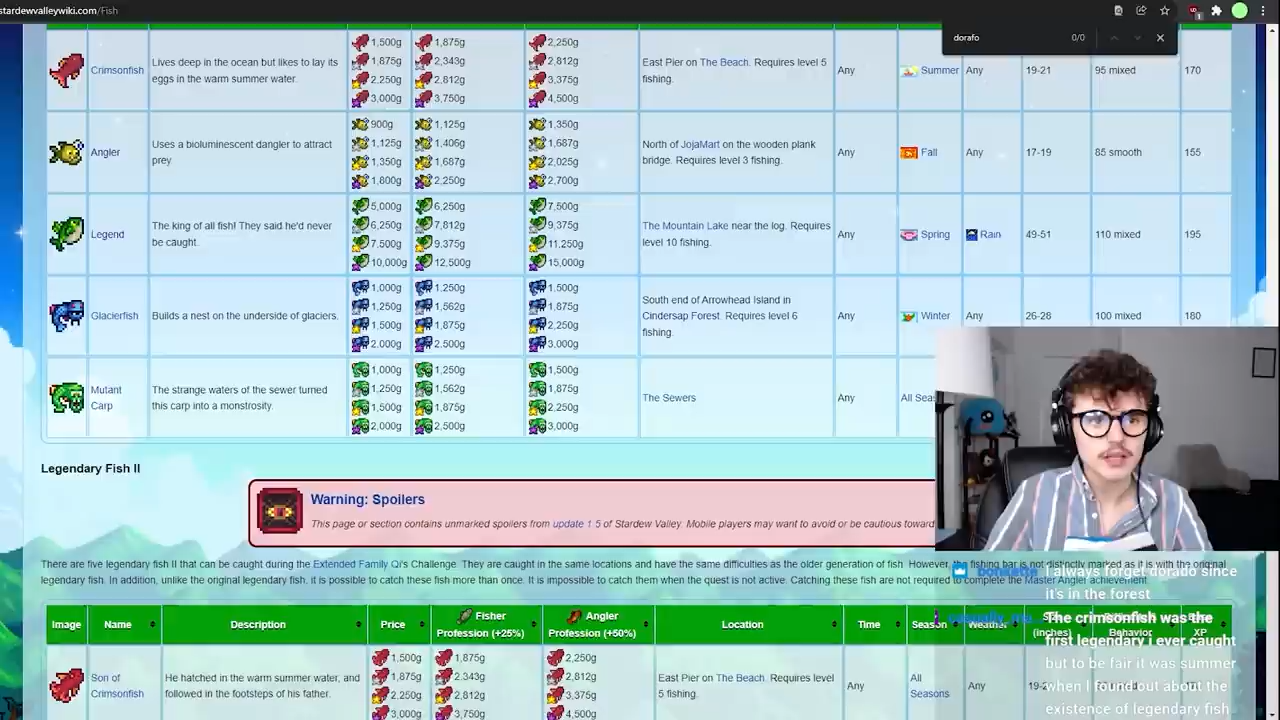 stardewvalleywiki.com/Fish
dorafo 0/0
Crimsonfish
Lives deep in the ocean but likes to lay its
eggs in the warm summer water.
1,500g 1,875g 2,250g
1,875g 2,343g 2,812g
2,250g 2,812g 3,375g
3,000g 3,750g 4,500g
East Pier on The Beach. Requires level 5
fishing.
Any Summer Any 19-21 95 mixed 170
Angler
Uses a bioluminescent dangler to attract
prey
900g 1,125g 1,350g
1,125g 1,406g 1,687g
1,350g 1,687g 2,025g
1,800g 2,250g 2,700g
North of JojaMart on the wooden plank
bridge. Requires level 3 fishing.
Any Fall Any 17-19 85 smooth 155
Legend
The king of all fish! They said he'd never
be caught.
5,000g 6,250g 7,500g
6,250g 7,812g 9,375g
7,500g 9,375g 11,250g
10,000g 12,500g 15,000g
The Mountain Lake near the log. Requires
level 10 fishing.
Any Spring Rain 49-51 110 mixed 195
Glacierfish
Builds a nest on the underside of glaciers.
1,000g 1,250g 1,500g
1,250g 1,562g 1,875g
1,500g 1,875g 2,250g
2,000g 2,500g 3,000g
South end of Arrowhead Island in
Cindersap Forest. Requires level 6
fishing.
Any Winter Any 26-28 100 mixed 180
Mutant
Carp
The strange waters of the sewer turned
this carp into a monstrosity.
1,000g 1,250g 1,500g
1,250g 1,562g 1,875g
1,500g 1,875g 2,250g
2,000g 2,500g 3,000g
The Sewers
Any All Sea
Legendary Fish II
Warning: Spoilers
This page or section contains unmarked spoilers from update 1.5 of Stardew Valley. Mobile players may want to avoid or be cautious toward
There are five legendary fish II that can be caught during the Extended Family Qi's Challenge. They are caught in the same locations and have the same difficulties as the older generation of fish. However, fishing bar is not distinctly marked as it is with the original
legendary fish. In addition, unlike the original legendary fish, it is possible to catch these fish more than once. It is impossible to catch them when the quest is not active. Catching these fish are not required to complete the Master Angler achievement.
Image Name Description Price Fisher
Profession (+25%) Angler
Profession (+50%) Location Time Season Weather (inches) Behavior XP
Son of
Crimsonfish
He hatched in the warm summer water, and
followed in the footsteps of his father.
1,500g 1,875g 2,250g
1,875g 2,343g 2,812g
2,250g 2,812g 3,375g
3,000g 3,750g 4,500g
East Pier on The Beach. Requires level
5 fishing.
Any All
Seasons Any
I always forget dorado since
it's in the forest
The crimsonfish was the
first legendary i ever caught
but to be fair it was summer
when I found out about the
existence of legendary fish